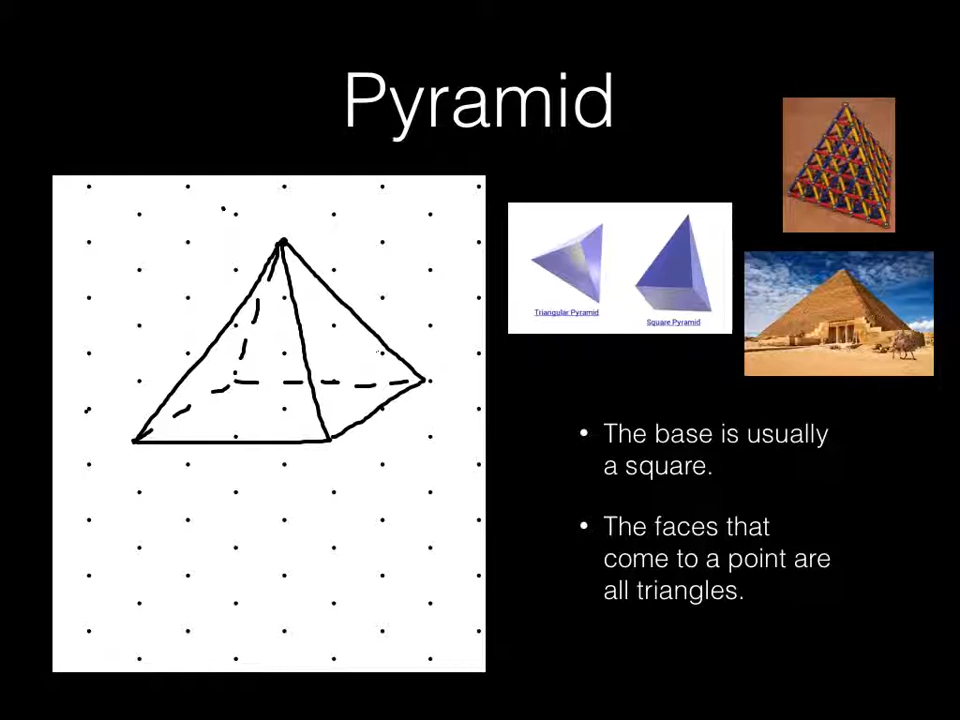 Pyramid
Triangular Pyramid
Square Pyramid
• The base is usually
a square.
• The faces that
come to a point are
all triangles.